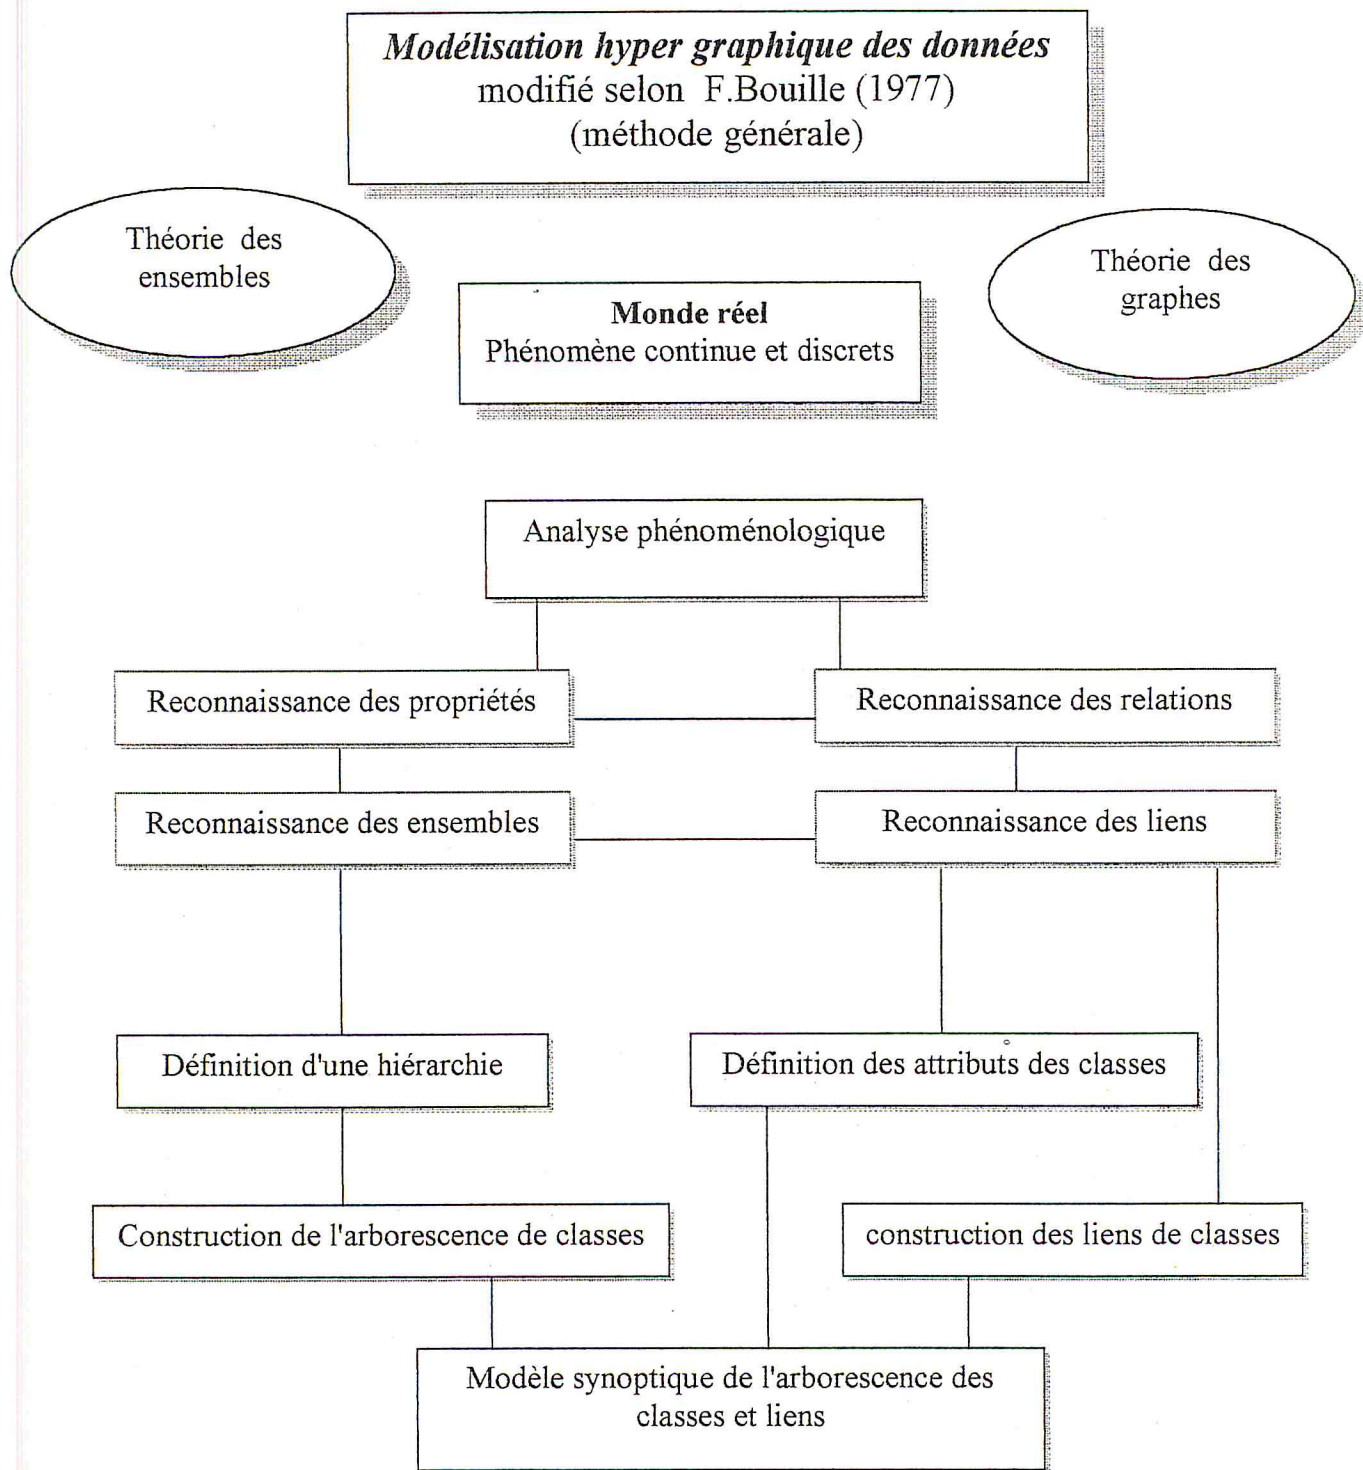 Modélisation hyper graphique des données
modifié selon F.Bouille (1977)
(méthode générale)
Théorie des
ensembles
Théorie des
graphes
Monde réel
Phénomène continue et discrets
Analyse phénoménologique
Reconnaissance des propriétés
Reconnaissance des relations
Reconnaissance des ensembles
Reconnaissance des liens
Définition d'une hiérarchie
Définition des attributs des classes
Construction de l'arborescence de classes
construction des liens de classes
Modèle synoptique de l'arborescence des
classes et liens